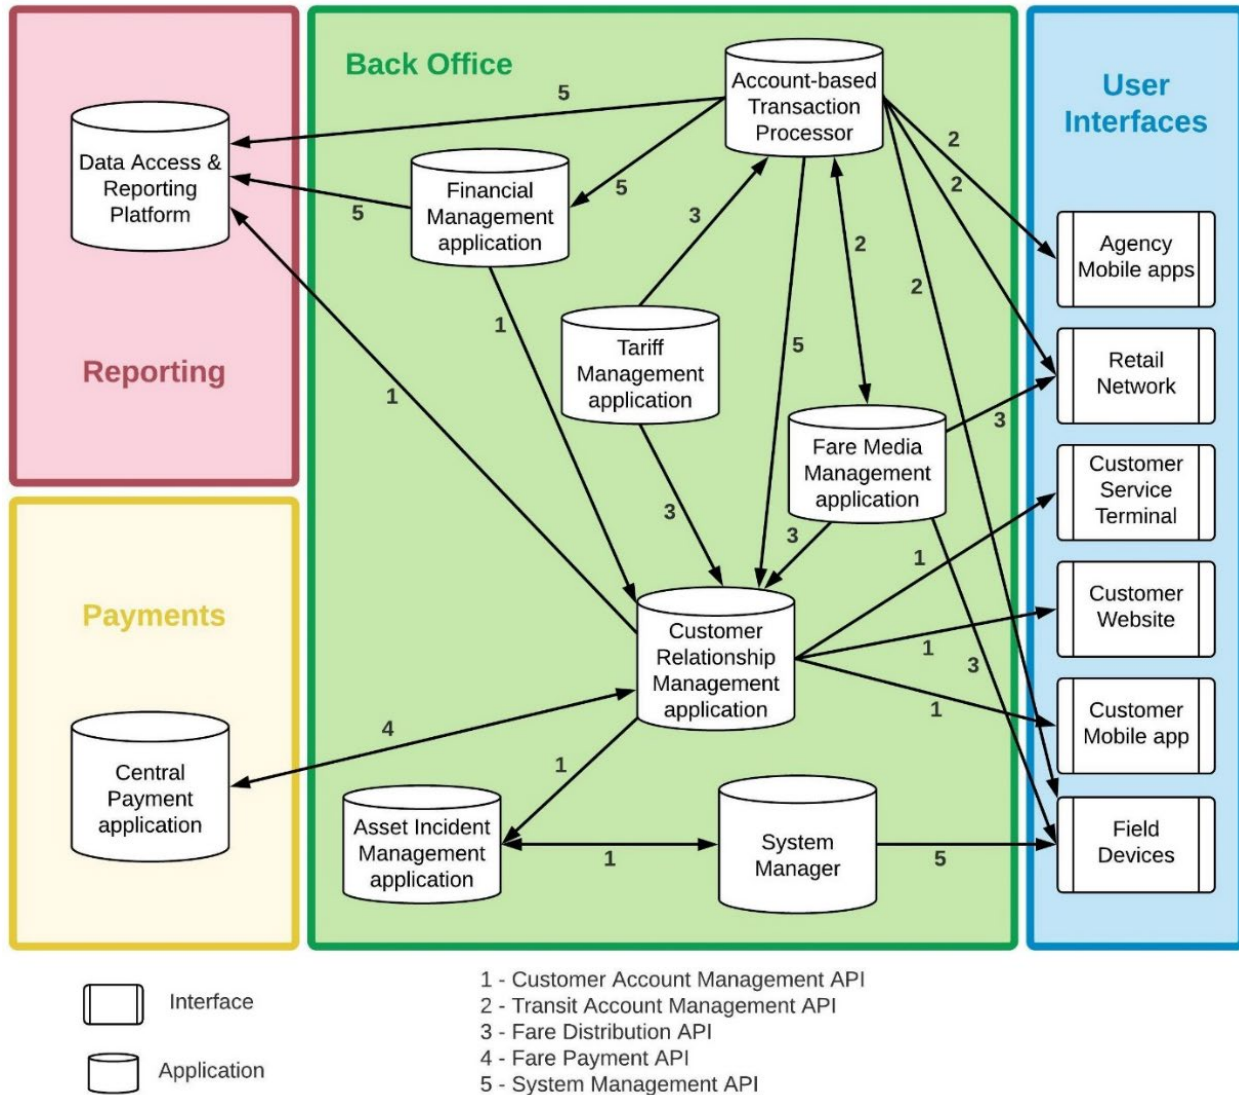 Back Office
User
Interfaces
Reporting
Payments
Data Access &
Reporting
Platform
Financial
Management
application
Account-based
Transaction
Processor
Tariff
Management
application
Fare Media
Management
application
Customer
Relationship
Management
application
Central
Payment
application
Asset Incident
Management
application
System
Manager
Agency
Mobile apps
Retail
Network
Customer
Service
Terminal
Customer
Website
Customer
Mobile app
Field
Devices
5
5
5
3
2
2
2
2
1
5
1
3
3
3
1
1
3
1
4
1
1
5
Interface
Application
1 - Customer Account Management API
2 - Transit Account Management API
3 - Fare Distribution API
4 - Fare Payment API
5 - System Management API